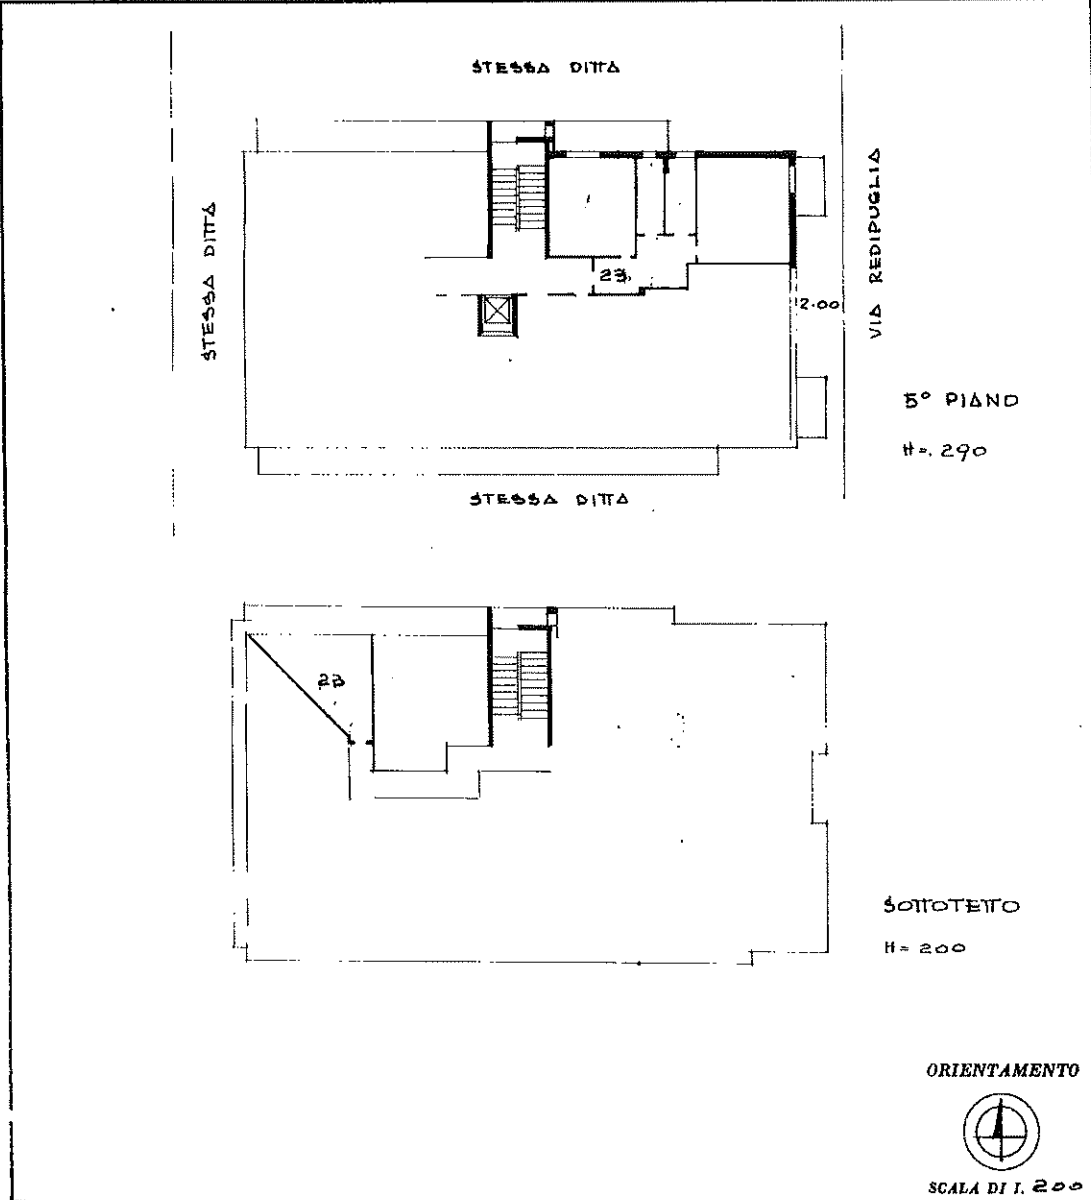 STESSA DITTA
STESSA DITTA
VIA REDIPUGLIA
23.
2.00
5° PIANO
H=. 290
STESSA DITTA
23
SOTTOTETTO
H= 200
ORIENTAMENTO
SCALA DI 1. 200